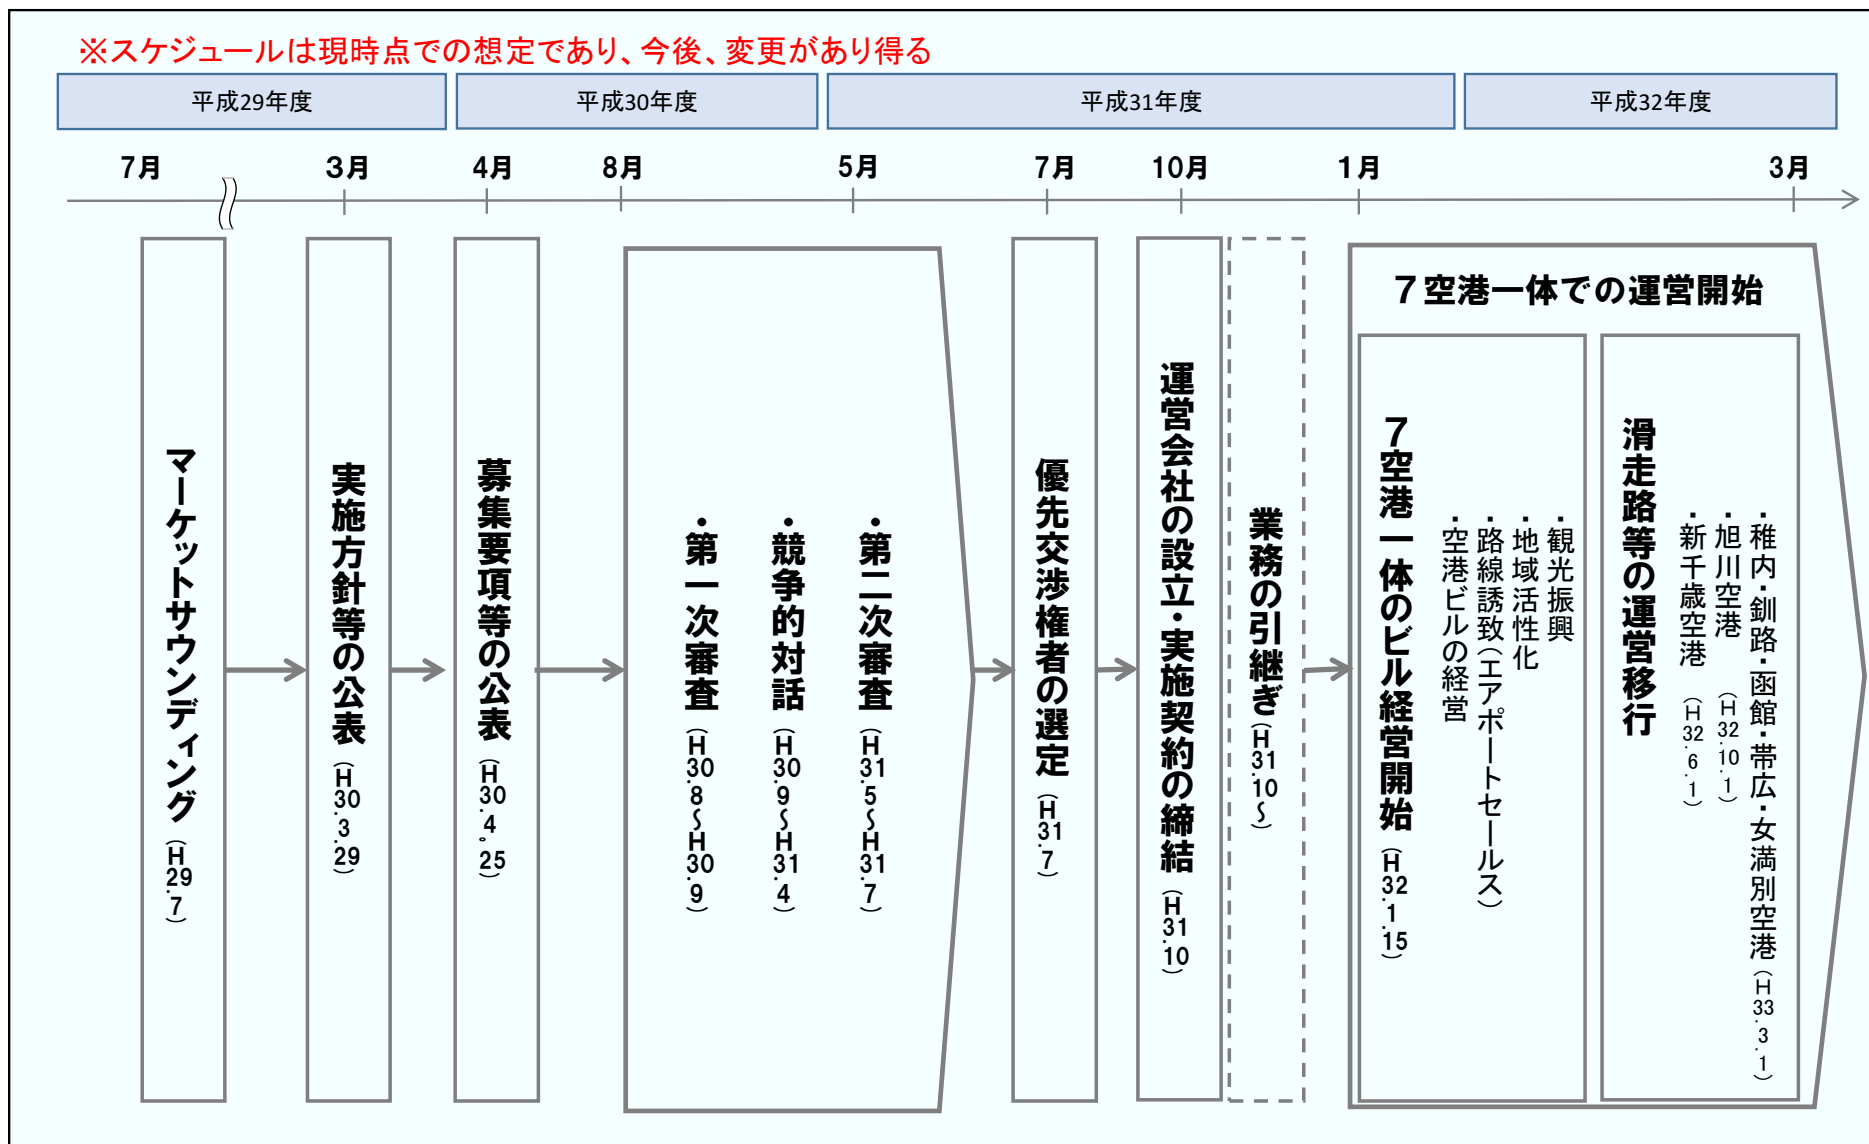 ※スケジュールは現時点での想定であり、今後、変更があり得る
平成29年度
平成30年度
平成31年度
平成32年度
7月
3月
4月
8月
5月
7月
10月
1月
3月
マーケットサウンディング（H29.7）
実施方針等の公表（H30.3.29）
募集要項等の公表（H30.4。25）
・第一次審査（H30.8～H30.9）
・競争的対話（H30.9～H31.4）
・第二次審査（H31.5～H31.7）
優先交渉権者の選定（H31.7）
運営会社の設立・実施契約の締結（H31.10）
業務の引継ぎ（H31.10～）
７空港一体での運営開始
７空港一体のビル経営開始（H32.1.15）
・観光振興
・地域活性化
・路線誘致（エアポートセールス）
・空港ビルの経営
滑走路等の運営移行
・稚内・釧路・函館・帯広・女満別空港（H33.3.1）
・旭川空港（H32.10.1）
・新千歳空港（H32.6.1）